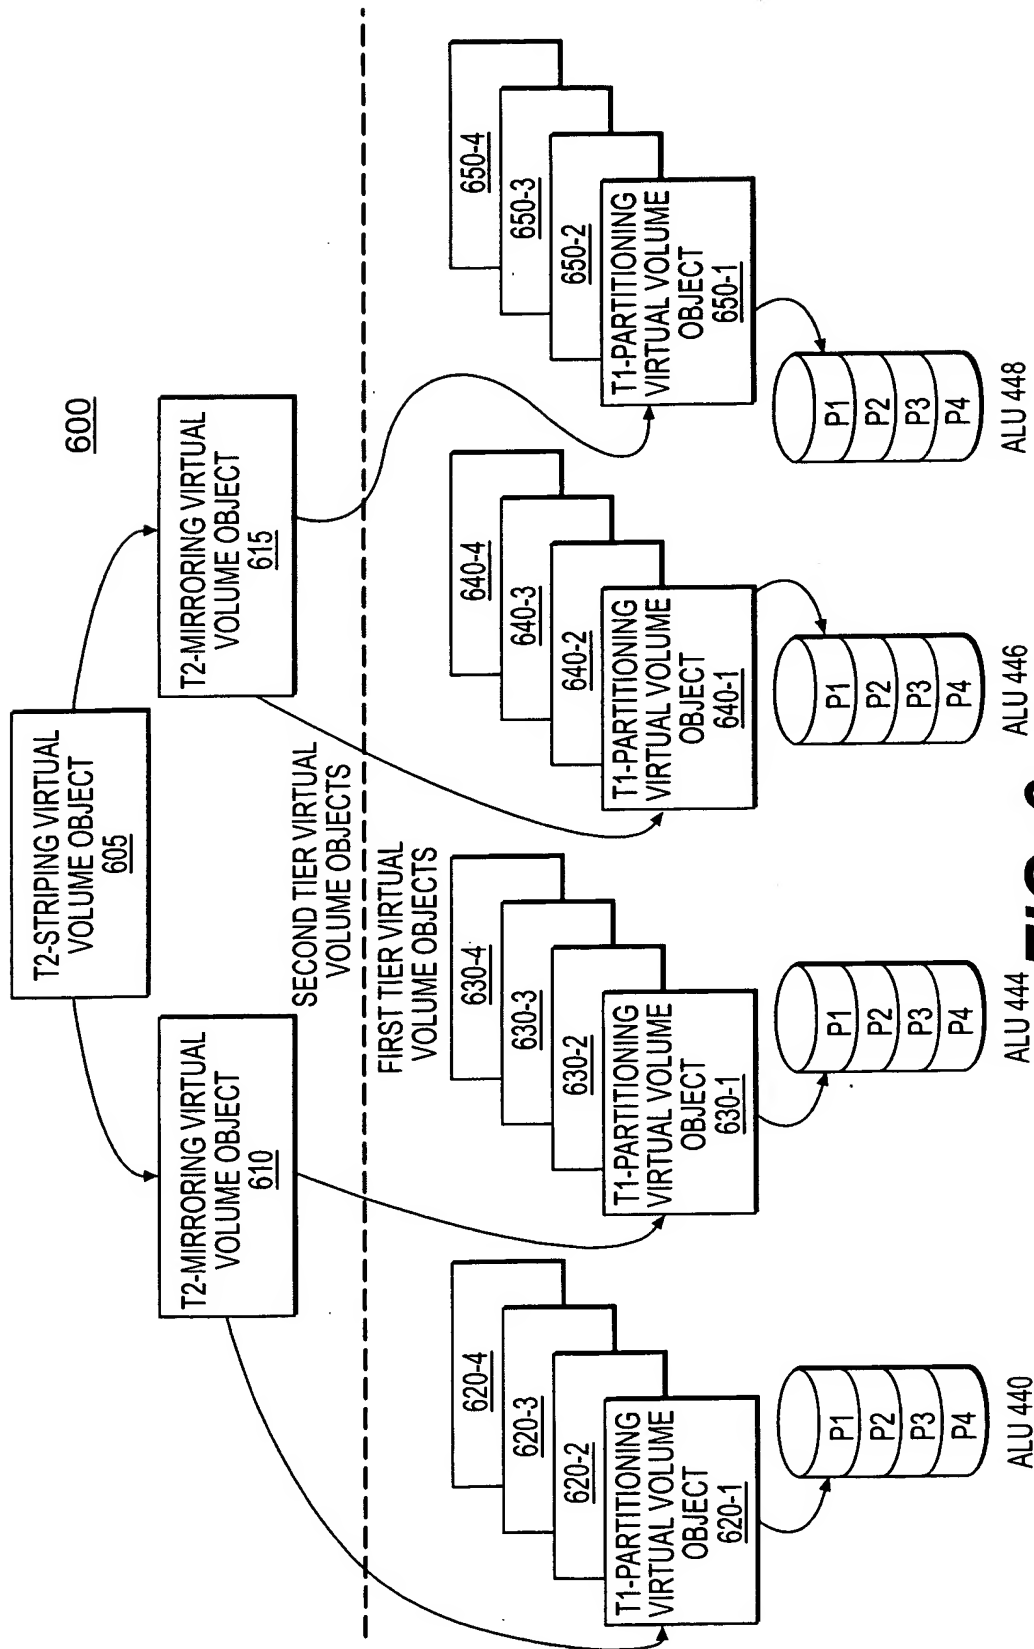 600
T2-STRIPING VIRTUAL
VOLUME OBJECT
605
T2-MIRRORING VIRTUAL
VOLUME OBJECT
610
T2-MIRRORING VIRTUAL
VOLUME OBJECT
615
SECOND TIER VIRTUAL
VOLUME OBJECTS
FIRST TIER VIRTUAL
VOLUME OBJECTS
620-4
620-3
620-2
T1-PARTITIONING
VIRTUAL VOLUME
OBJECT
620-1
630-4
630-3
630-2
T1-PARTITIONING
VIRTUAL VOLUME
OBJECT
630-1
640-4
640-3
640-2
T1-PARTITIONING
VIRTUAL VOLUME
OBJECT
640-1
650-4
650-3
650-2
T1-PARTITIONING
VIRTUAL VOLUME
OBJECT
650-1
P1
P2
P3
P4
ALU 440
P1
P2
P3
P4
ALU 444
P1
P2
P3
P4
ALU 446
P1
P2
P3
P4
ALU 448
FIG.